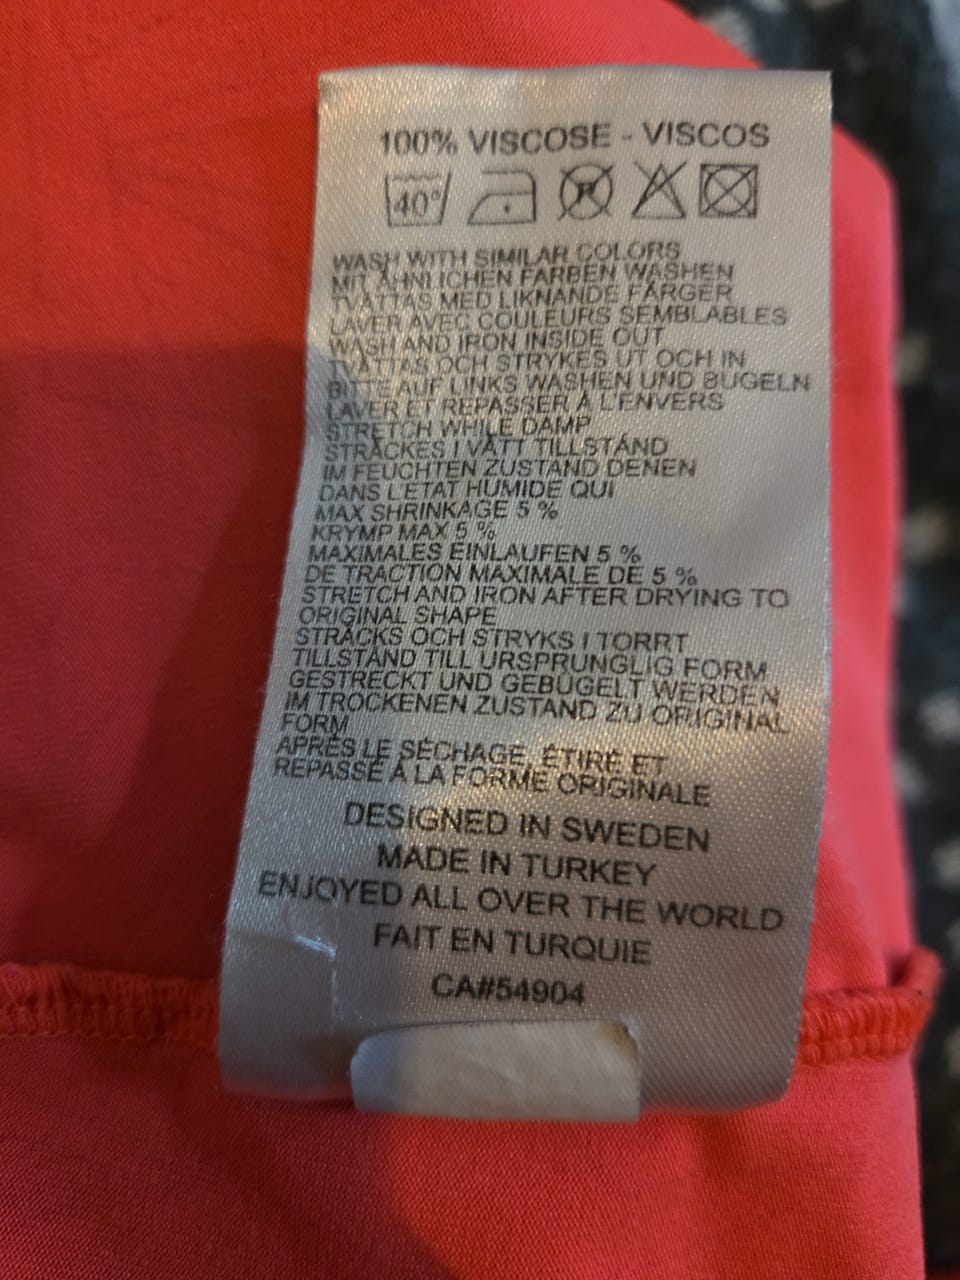 100% VISCOSE - VISCOS
40°
P
WASH WITH SIMILAR COLORS
MIT ÄHNLICHEN FARBEN WASHEN
TVÄTTAS MED LIKNANDE FÄRGER
LAVER AVEC COULEURS SEMBLABLES
WASH AND IRON INSIDE OUT
TVÄTTAS OCH STRYKES UT OCH IN
BITTE AUF LINKS WASHEN UND BÜGELN
LAVER ET REPASSER À L'ENVERS
STRETCH WHILE DAMP
STRÄCKES I VÅTT TILLSTÅND
IM FEUCHTEN ZUSTAND DENEN
DANS L'ÉTAT HUMIDE QUI
MAX SHRINKAGE 5 %
KRYMP MAX 5 %
MAXIMALES EINLAUFEN 5 %
DE TRACTION MAXIMALE DE 5 %
STRETCH AND IRON AFTER DRYING TO
ORIGINAL SHAPE
STRÄCKS OCH STRYKS I TORRT
TILLSTÅND TILL URSPRUNGLIG FORM
GESTRECKT UND GEBÜGELT WERDEN
IM TROCKENEN ZUSTAND ZU ORIGINAL
FORM
APRÈS LE SÉCHAGE, ÉTIRÉ ET
REPASSÉ À LA FORME ORIGINALE
DESIGNED IN SWEDEN
MADE IN TURKEY
ENJOYED ALL OVER THE WORLD
FAIT EN TURQUIE
CA#54904